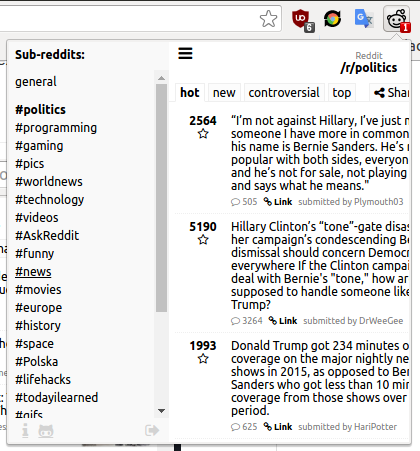 6
1
Sub-reddits:
general
#politics
#programming
#gaming
#pics
#worldnews
#technology
#videos
#AskReddit
#funny
#news
#movies
#europe
#history
#space
#Polska
#lifehacks
#todayilearned
#gifs
Reddit
/r/politics
hot new controversial top Shar
2564
“I’m not against Hillary, I’ve just m
someone I have more in common
his name is Bernie Sanders. He’s r
popular with both sides, everyon
and he’s not for sale, not playing
and says what he means."
505 Link submitted by Plymouth03
5190
Hillary Clinton’s “tone”-gate disas
her campaign’s condescending Be
dismissal should concern Democr
everywhere If the Clinton campai
deal with Bernie's "tone," how ar
supposed to handle someone like
Trump?
3264 Link submitted by DrWeeGee
1993
Donald Trump got 234 minutes o
coverage on the major nightly ne
shows in 2015, as opposed to Ber
Sanders who got less than 10 min
coverage from those shows over
period.
625 Link submitted by HariPotter